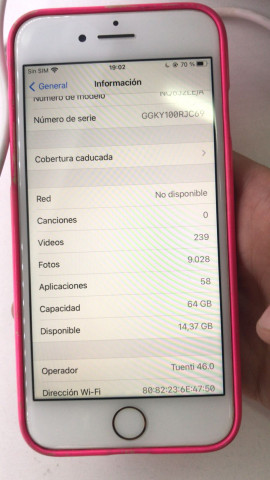 Sin SIM 19:02 70 %
General Información
Número de modelo
Número de serie GGKY100RJC69
Cobertura caducada
Red No disponible
Canciones 0
Videos 239
Fotos 9.028
Aplicaciones 58
Capacidad 64 GB
Disponible 14,37 GB
Operador Tuenti 46.0
Dirección Wi-Fi 80:82:23:6E:47:50